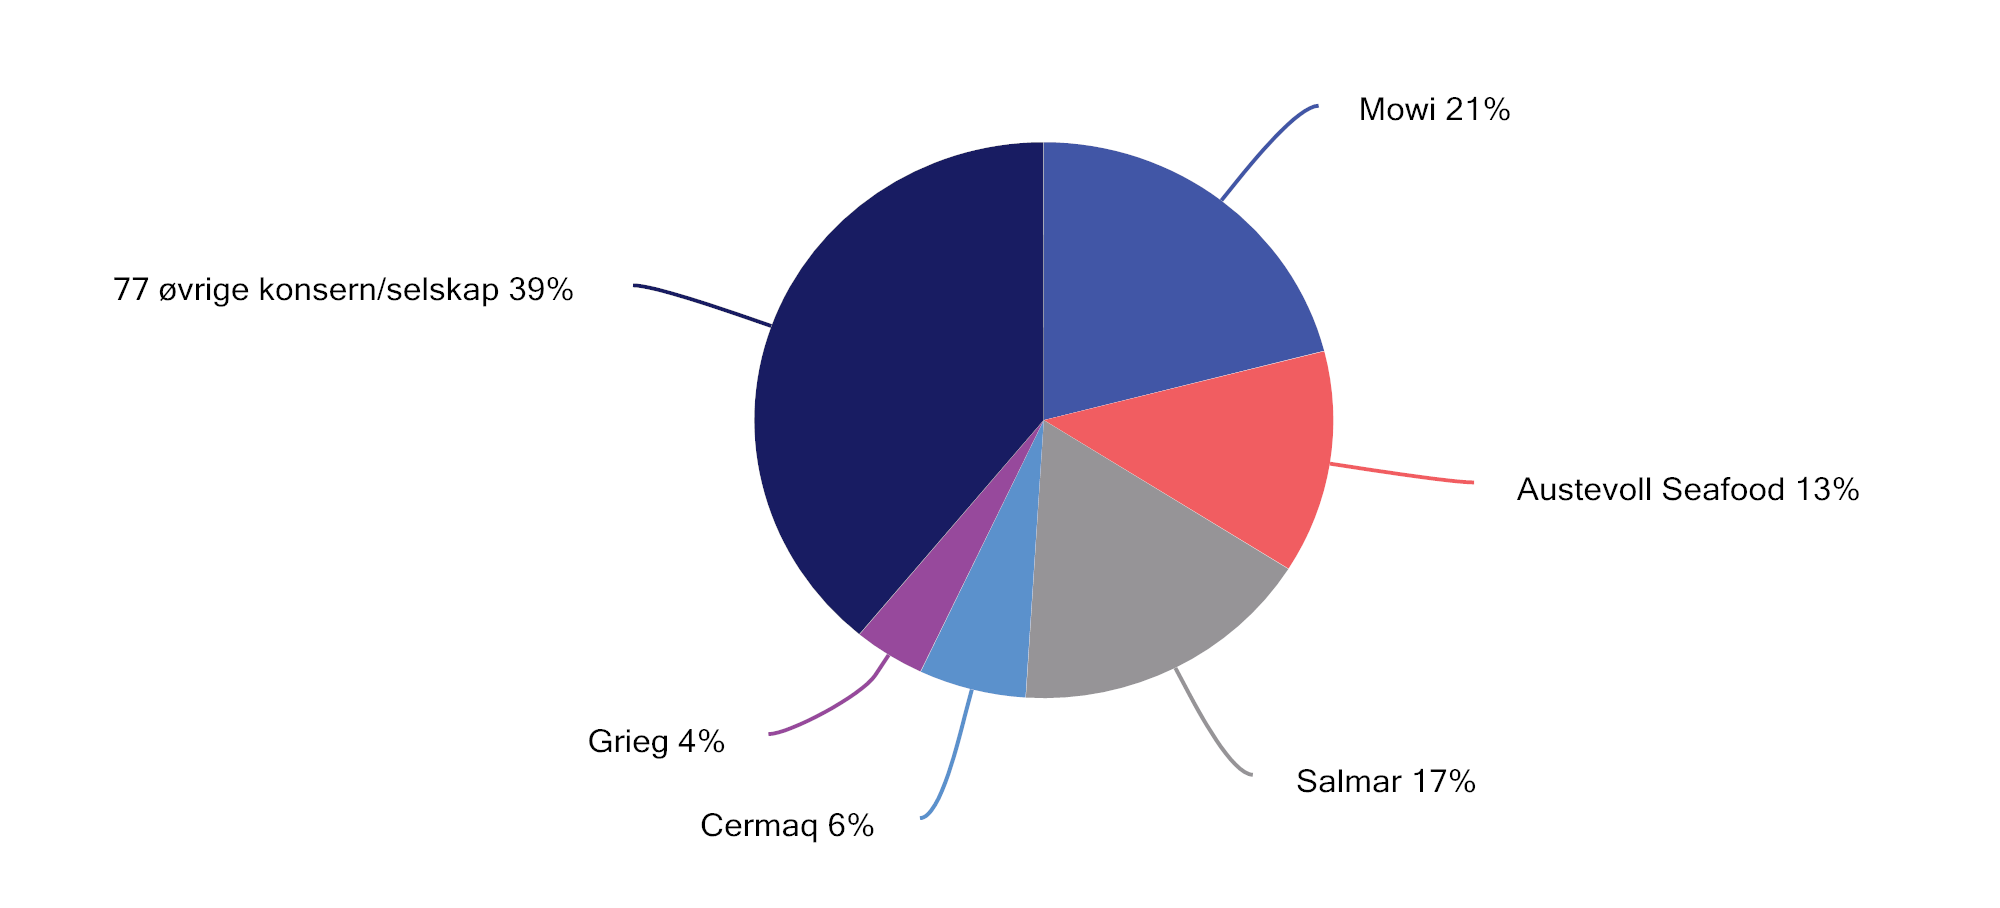 Mowi 21%
77 øvrige konsern/selskap 39%
Austevoll Seafood 13%
Grieg 4%
Salmar 17%
Cermaq 6%